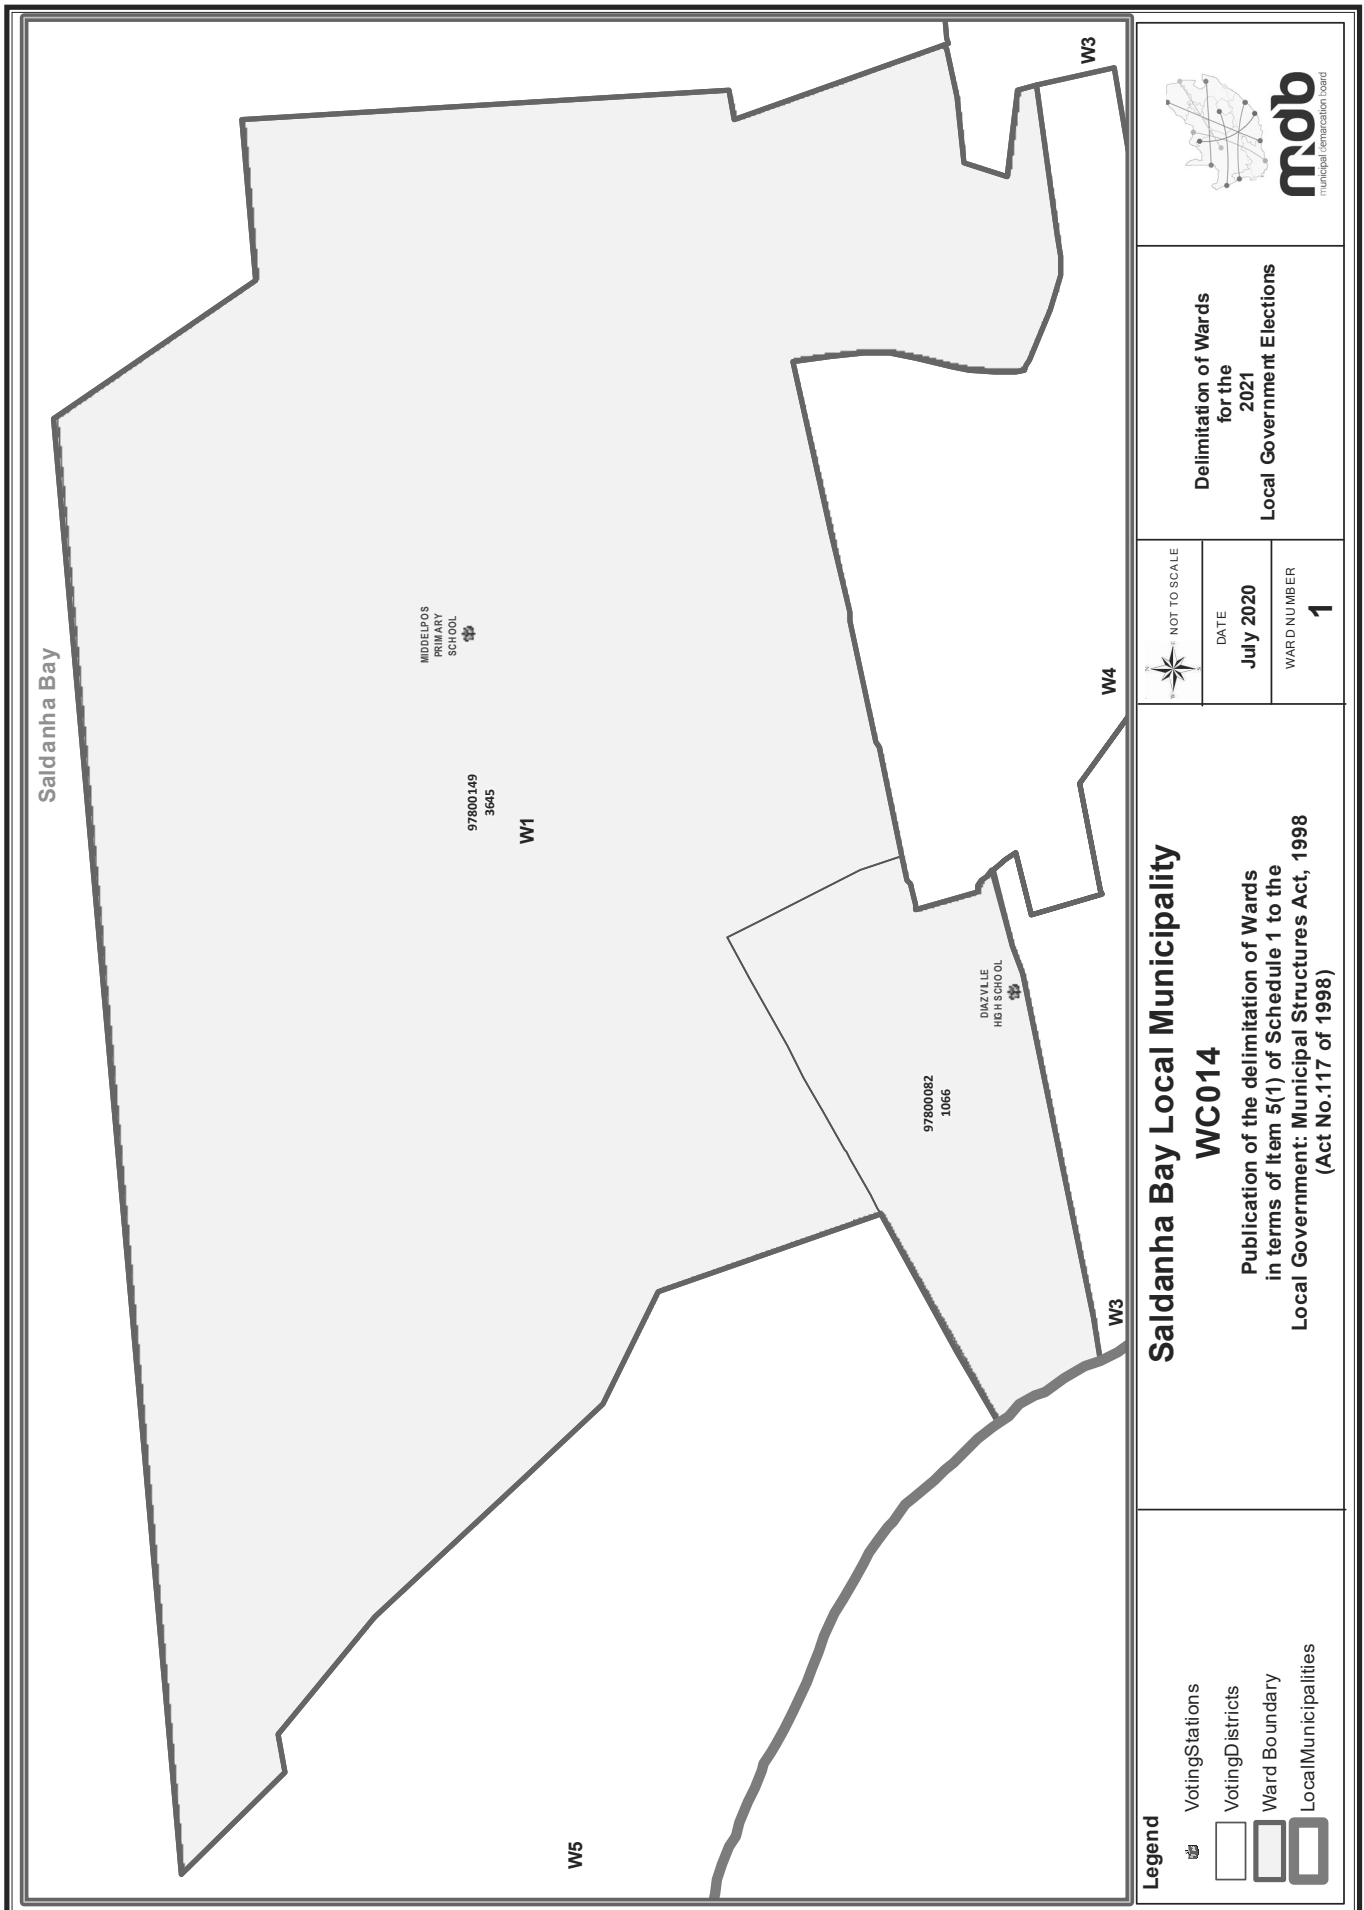 Saldanha Bay
MIDDELPOS
PRIMARY
SCHOOL
97800149
3645
W1
DIAZVILLE
HIGH SCHOOL
97800082
1066
W5
W4
W3
W3
Legend
VotingStations
VotingDistricts
Ward Boundary
LocalMunicipalities
Saldanha Bay Local Municipality
WC014
Publication of the delimitation of Wards
in terms of Item 5(1) of Schedule 1 to the
Local Government: Municipal Structures Act, 1998
(Act No.117 of 1998)
NOT TO SCALE
DATE
July 2020
WARD NUMBER
1
Delimitation of Wards
for the
2021
Local Government Elections
mdb
municipal demarcation board